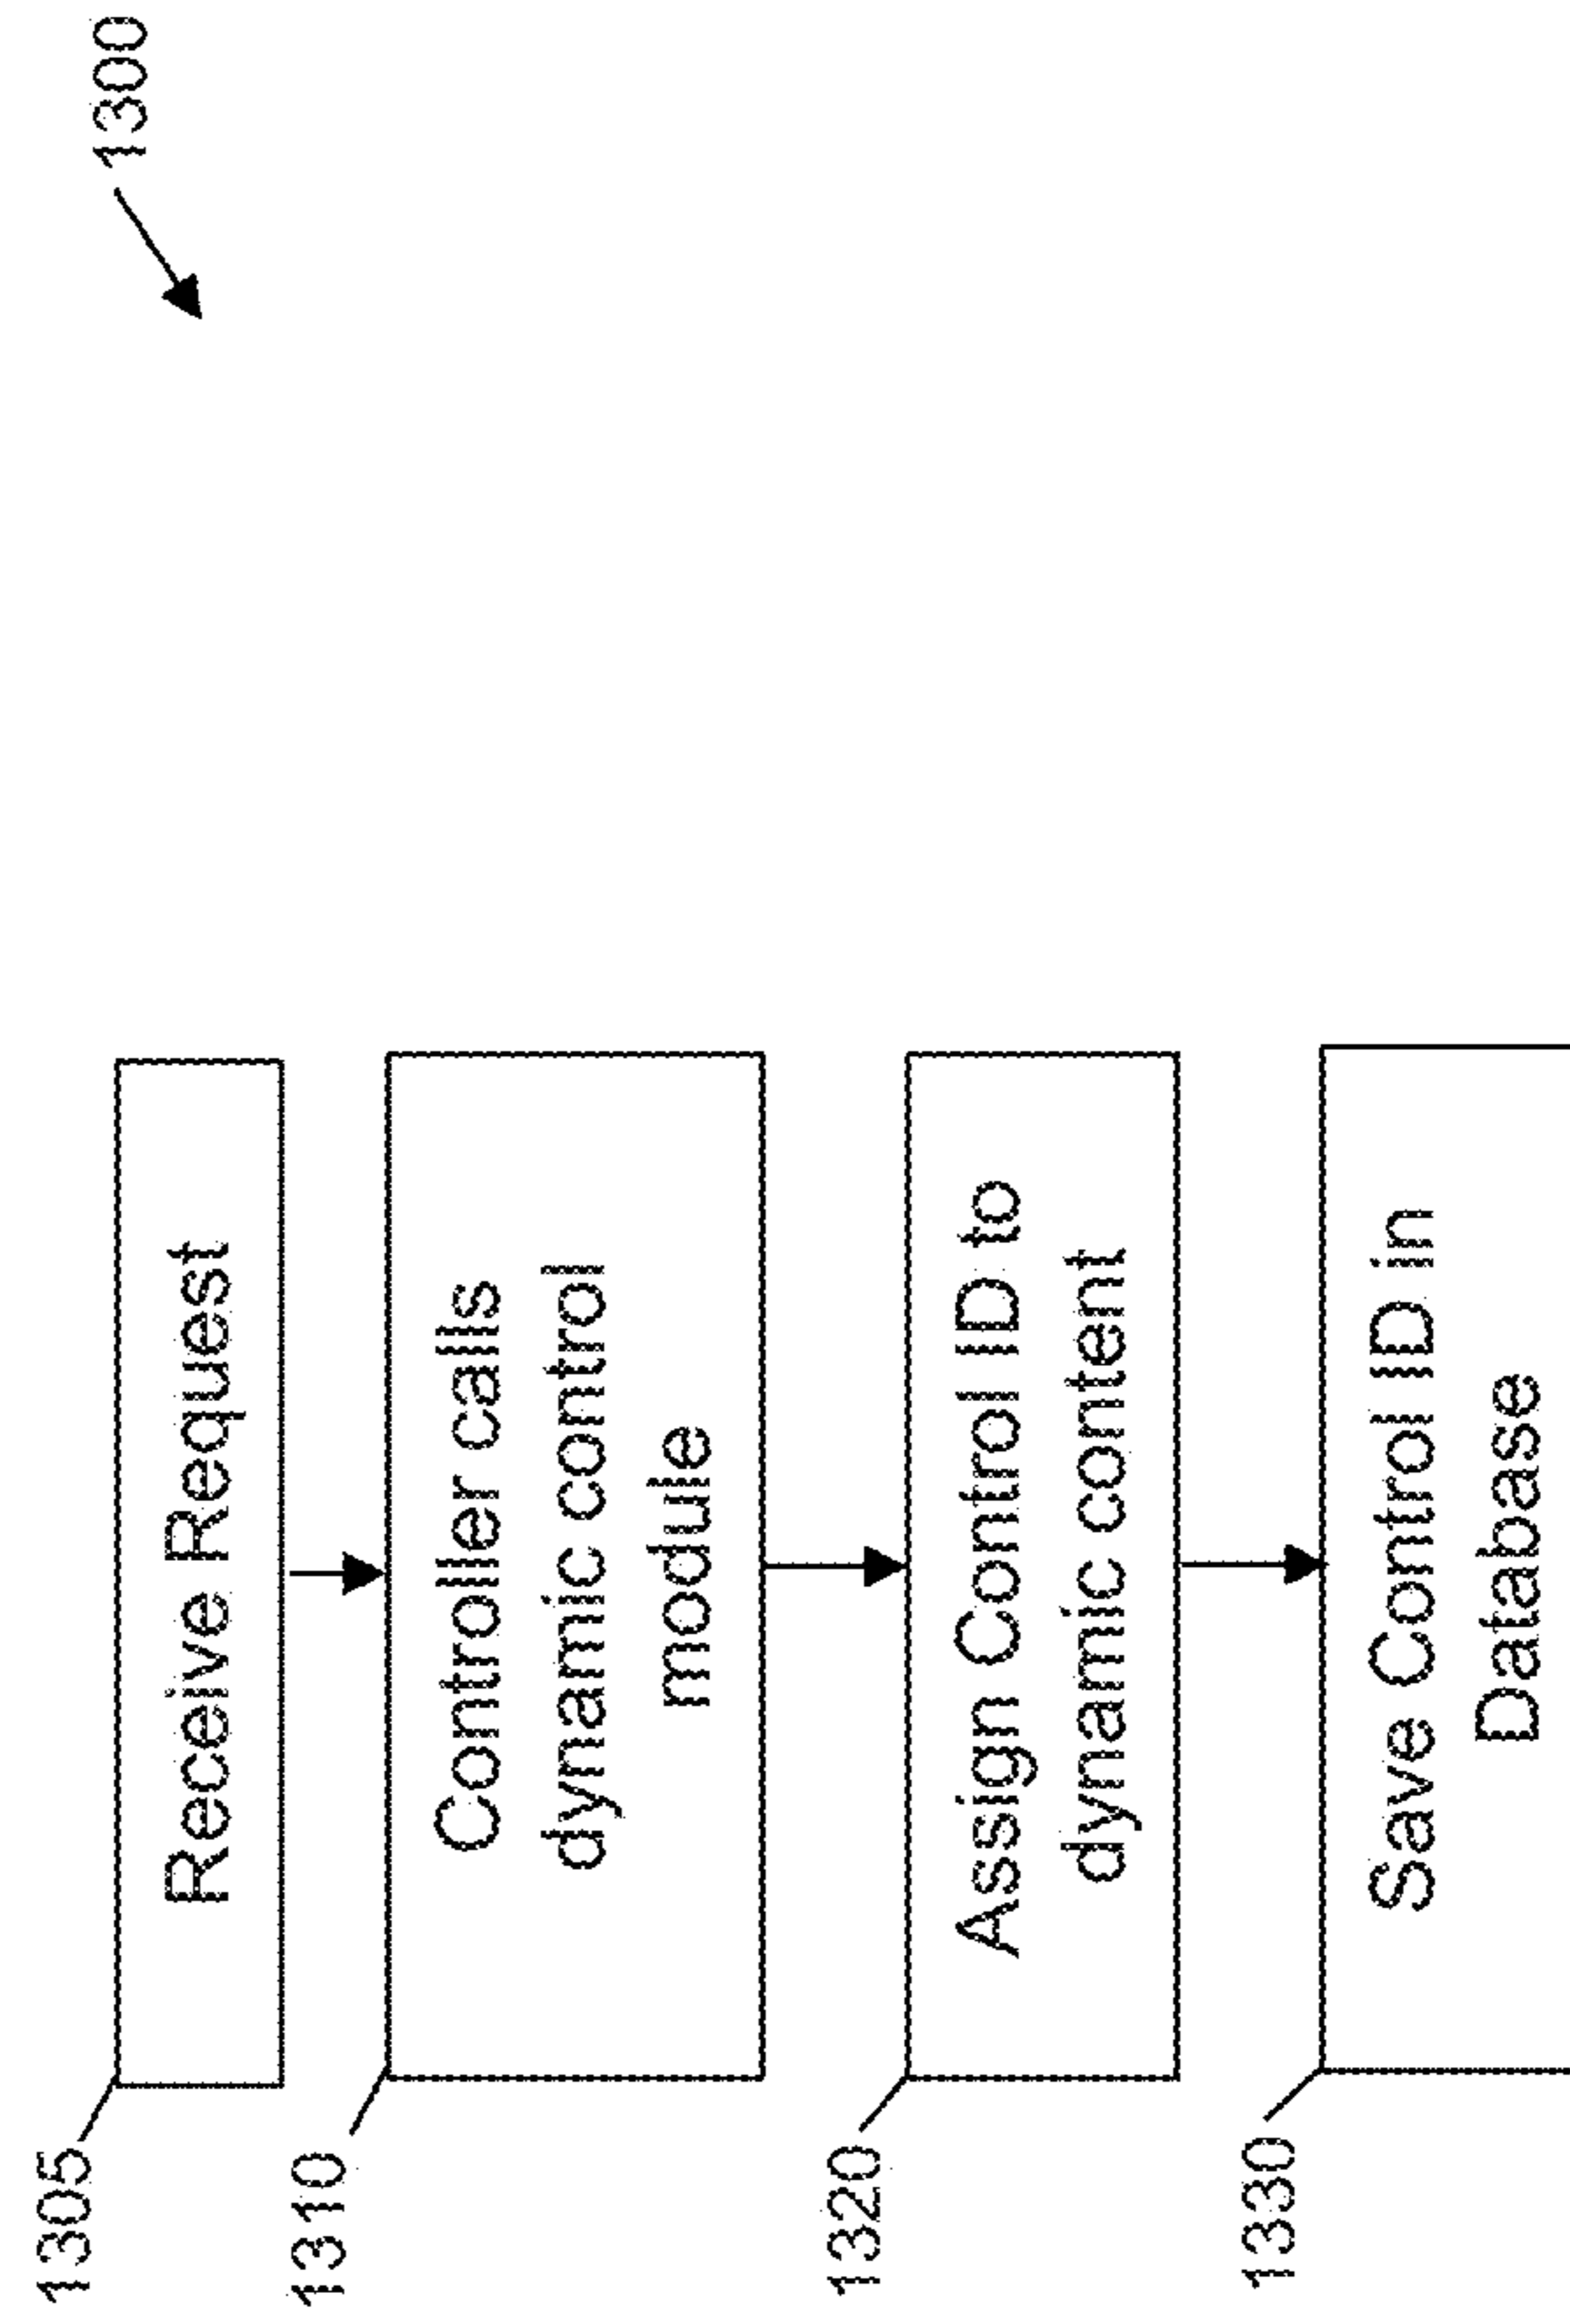 1300
1305
Receive Request
1310
Controller calls
dynamic control
module
1320
Assign Control ID to
dynamic content
1330
Save Control ID in
Database